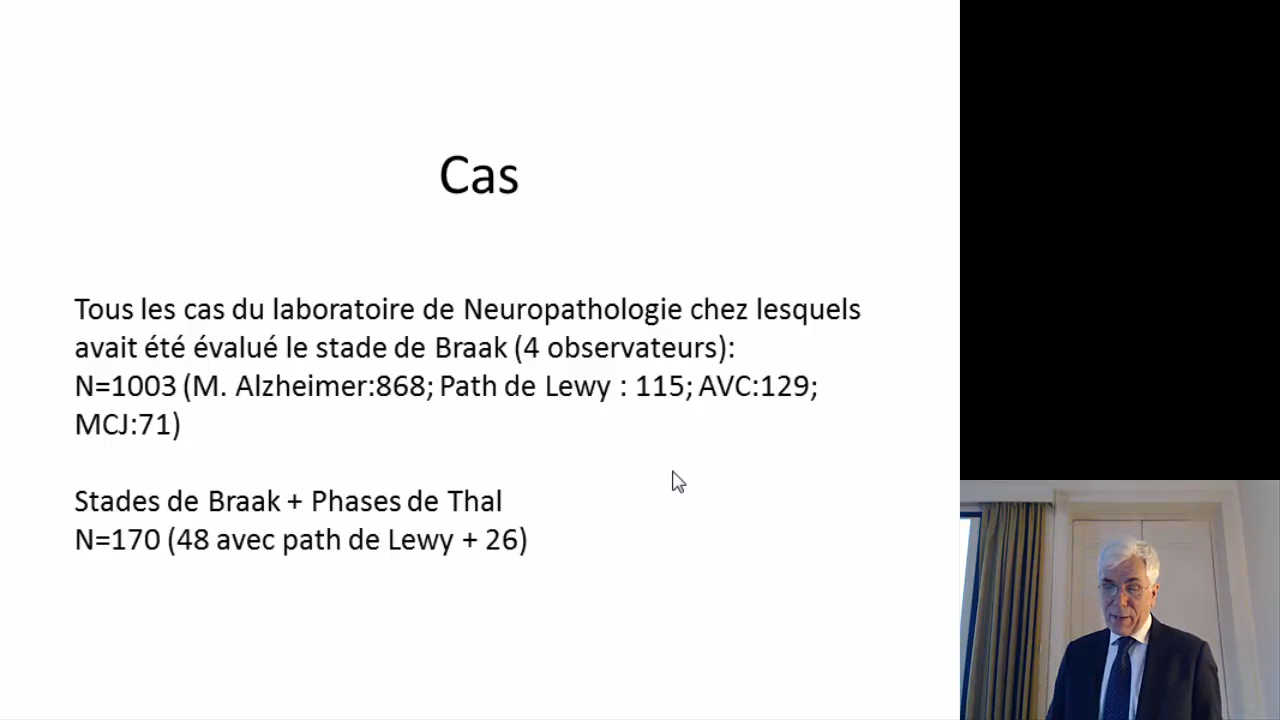 Cas
Tous les cas du laboratoire de Neuropathologie chez lesquels
avait été évalué le stade de Braak (4 observateurs):
N=1003 (M. Alzheimer:868; Path de Lewy : 115; AVC:129;
MCJ:71)
Stades de Braak + Phases de Thal
N=170 (48 avec path de Lewy + 26)